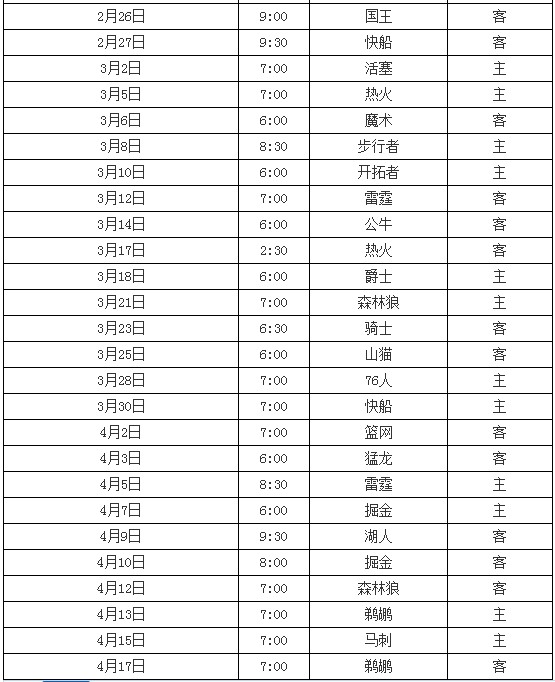 2月26日 9:00 国王 客
2月27日 9:30 快船 客
3月2日 7:00 活塞 主
3月5日 7:00 热火 主
3月6日 6:00 魔术 客
3月8日 8:30 步行者 主
3月10日 6:00 开拓者 主
3月12日 7:00 雷霆 客
3月14日 6:00 公牛 客
3月17日 2:30 热火 客
3月18日 6:00 爵士 主
3月21日 7:00 森林狼 主
3月23日 6:30 骑士 客
3月25日 6:00 山猫 客
3月28日 7:00 76人 主
3月30日 7:00 快船 主
4月2日 7:00 篮网 客
4月3日 6:00 猛龙 客
4月5日 8:30 雷霆 主
4月7日 6:00 掘金 主
4月9日 9:30 湖人 客
4月10日 8:00 掘金 客
4月12日 7:00 森林狼 客
4月13日 7:00 鹈鹕 主
4月15日 7:00 马刺 主
4月17日 7:00 鹈鹕 客